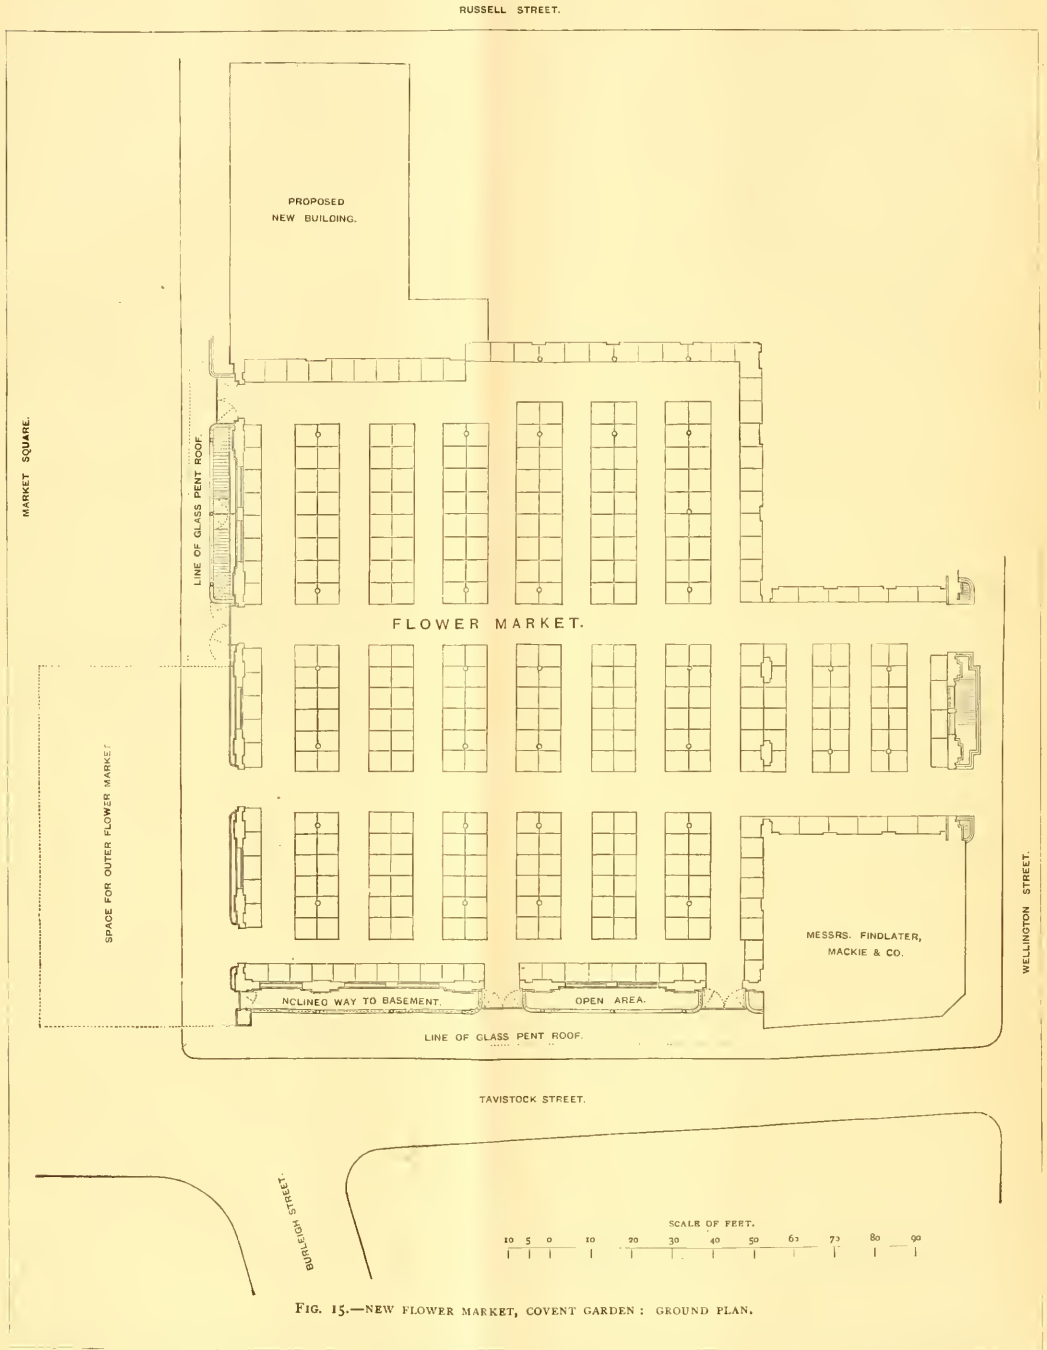 RUSSELL STREET.
PROPOSED
NEW BUILDING.
MARKET SQUARE.
LINE OF GLASS PENT ROOF.
FLOWER MARKET.
SPACE FOR OUTER FLOWER MARKET
MESSRS. FINDLATER,
MACKIE & CO.
WELLINGTON STREET.
NCLINED WAY TO BASEMENT.
OPEN AREA.
LINE OF GLASS PENT ROOF.
TAVISTOCK STREET.
BURLEIGH STREET.
SCALE OF FEET.
10 5 0 10 20 30 40 50 60 70 80 90
FIG. 15.—NEW FLOWER MARKET, COVENT GARDEN: GROUND PLAN.